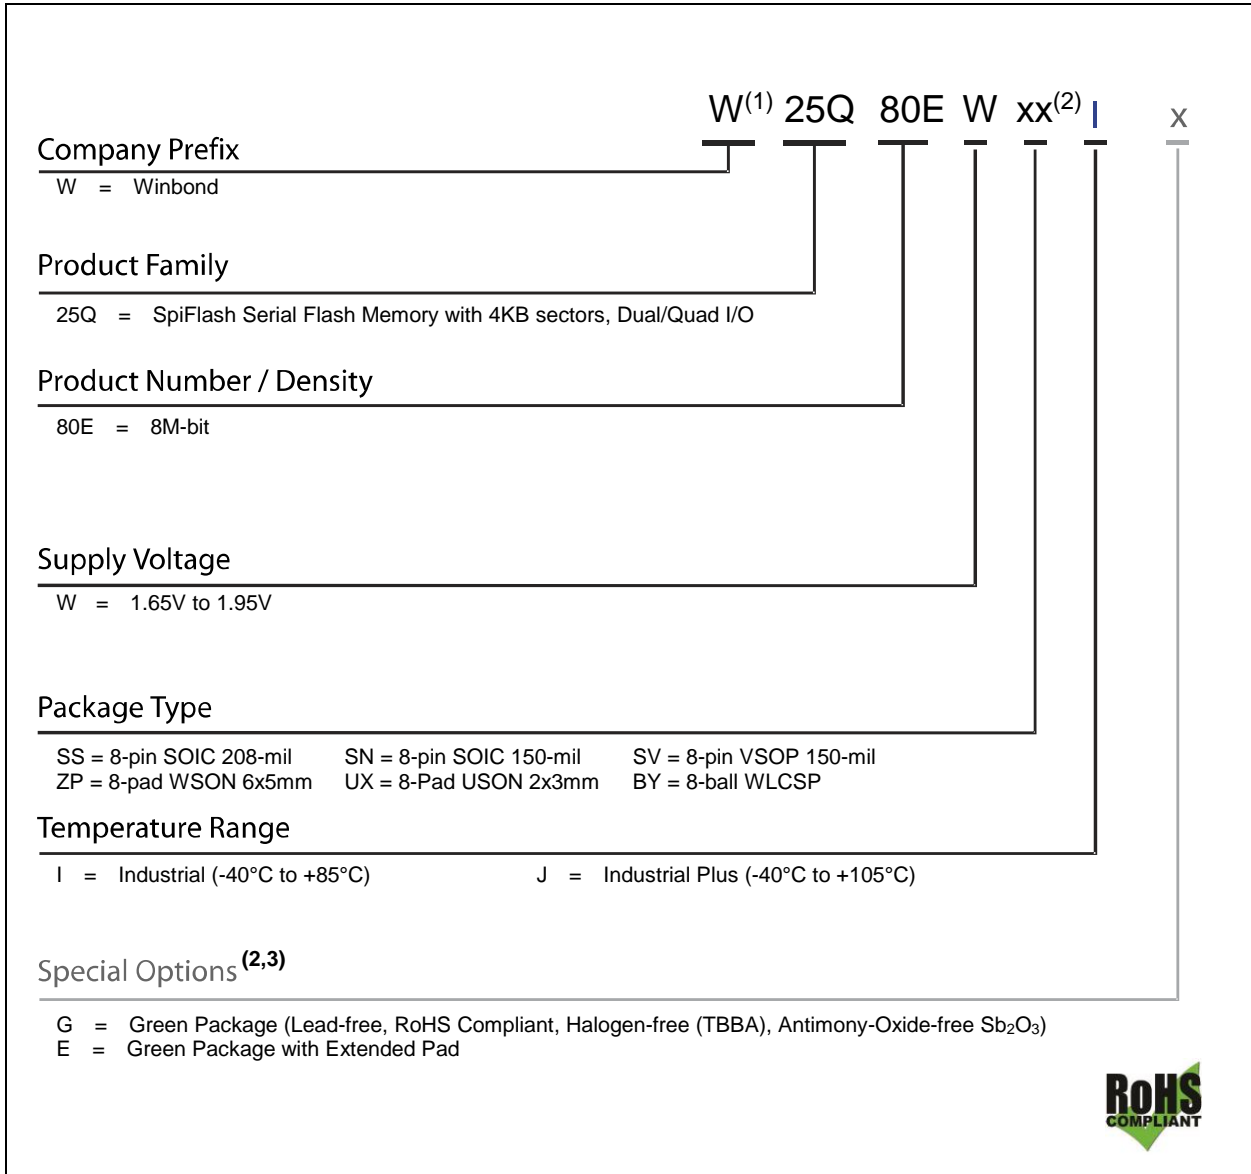 W(1) 25Q 80E W xx(2) I x
Company Prefix
W = Winbond
Product Family
25Q = SpiFlash Serial Flash Memory with 4KB sectors, Dual/Quad I/O
Product Number / Density
80E = 8M-bit
Supply Voltage
W = 1.65V to 1.95V
Package Type
SS = 8-pin SOIC 208-mil SN = 8-pin SOIC 150-mil SV = 8-pin VSOP 150-mil
ZP = 8-pad WSON 6x5mm UX = 8-Pad USON 2x3mm BY = 8-ball WLCSP
Temperature Range
I = Industrial (-40°C to +85°C) J = Industrial Plus (-40°C to +105°C)
Special Options (2,3)
G = Green Package (Lead-free, RoHS Compliant, Halogen-free (TBBA), Antimony-Oxide-free Sb₂O₃)
E = Green Package with Extended Pad
RoHS
COMPLIANT